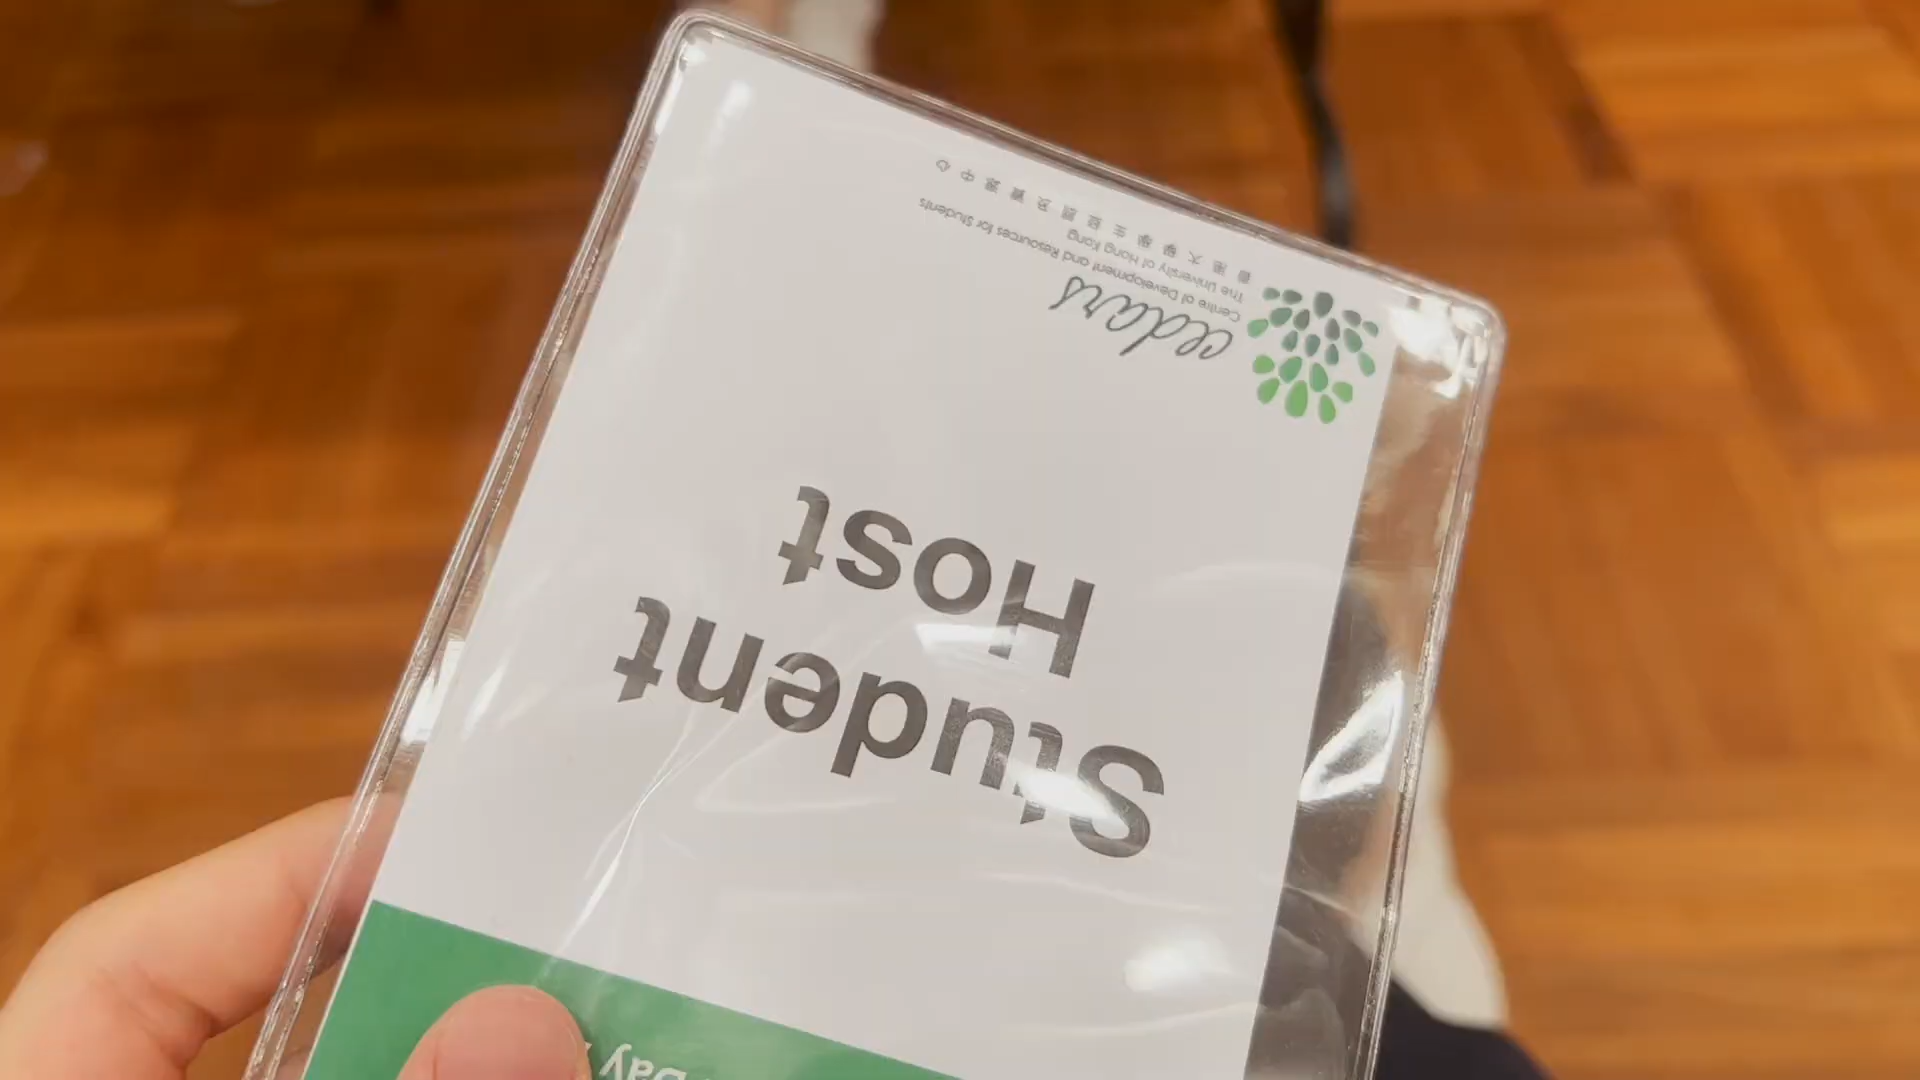 Day
Student
Host
cedars
Centre of Development and Resources for Students
The University of Hong Kong
香港大學學生發展及資源中心